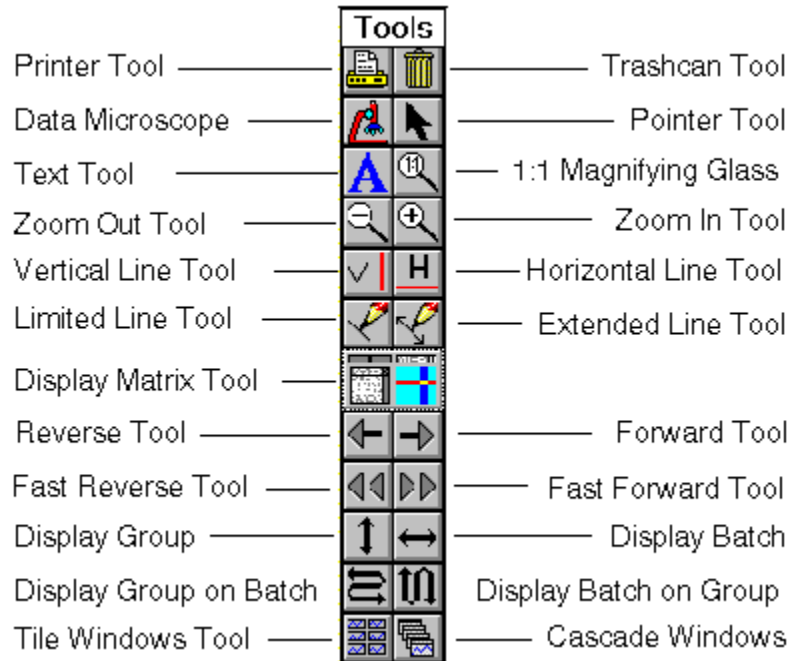 Tools
Printer Tool Trashcan Tool
Data Microscope Pointer Tool
A
Text Tool 1:1 1:1 Magnifying Glass
Zoom Out Tool Zoom In Tool
Vertical Line Tool V H Horizontal Line Tool
Limited Line Tool Extended Line Tool
Display Matrix Tool
Reverse Tool Forward Tool
Fast Reverse Tool Fast Forward Tool
Display Group Display Batch
Display Group on Batch Display Batch on Group
Tile Windows Tool Cascade Windows